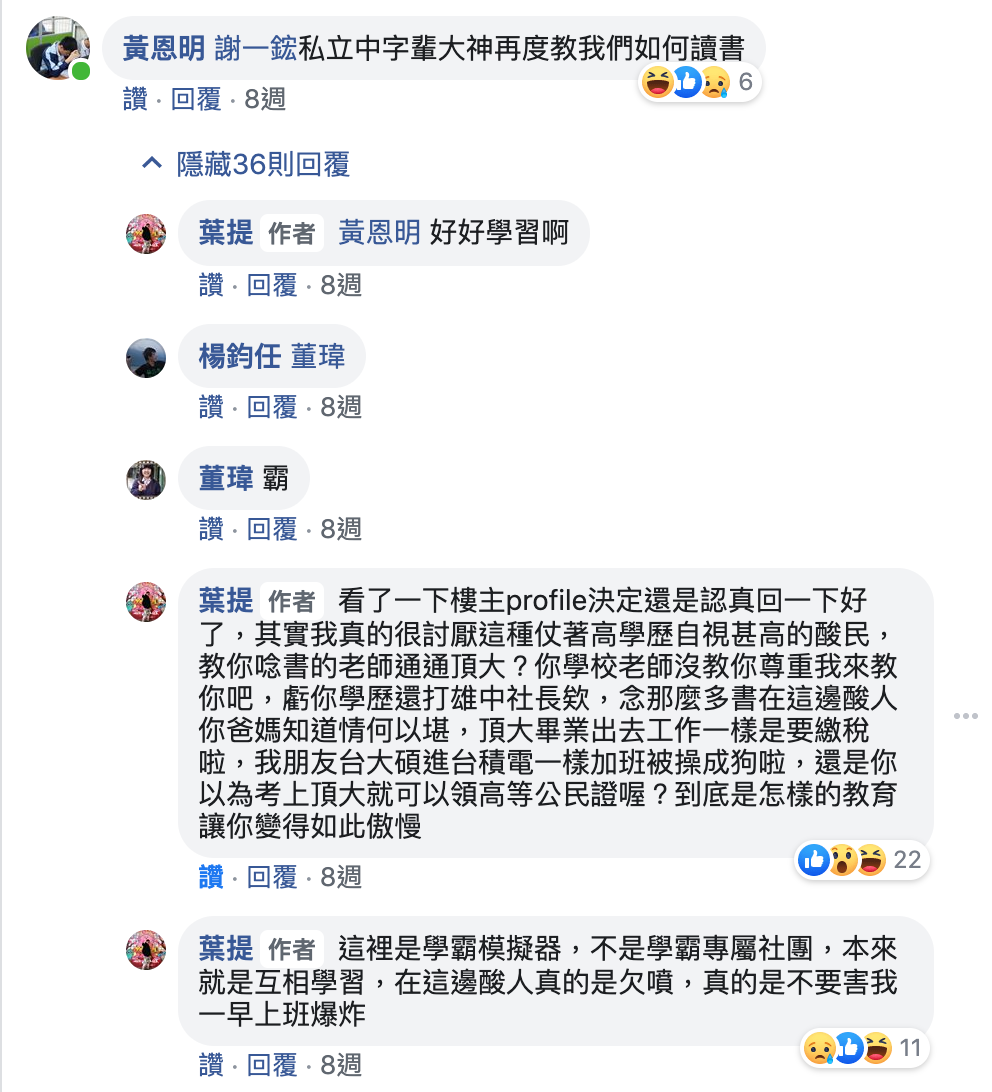 黃恩明 謝一鋐私立中字輩大神再度教我們如何讀書
6
讚 · 回覆 · 8週
隱藏36則回覆
葉提 作者 黃恩明 好好學習啊
讚 · 回覆 · 8週
楊鈞任 董瑋
讚 · 回覆 · 8週
董瑋 霸
讚 · 回覆 · 8週
葉提 作者 看了一下樓主profile決定還是認真回一下好
了，其實我真的很討厭這種仗著高學歷自視甚高的酸民，
教你唸書的老師通通頂大？你學校老師沒教你尊重我來教
你吧，虧你學歷還打雄中社長欸，念那麼多書在這邊酸人
你爸媽知道情何以堪，頂大畢業出去工作一樣是要繳稅
啦，我朋友台大碩進台積電一樣加班被操成狗啦，還是你
以為考上頂大就可以領高等公民證喔？到底是怎樣的教育
讓你變得如此傲慢
22
讚 · 回覆 · 8週
葉提 作者 這裡是學霸模擬器，不是學霸專屬社團，本來
就是互相學習，在這邊酸人真的是欠噴，真的是不要害我
一早上班爆炸
11
讚 · 回覆 · 8週